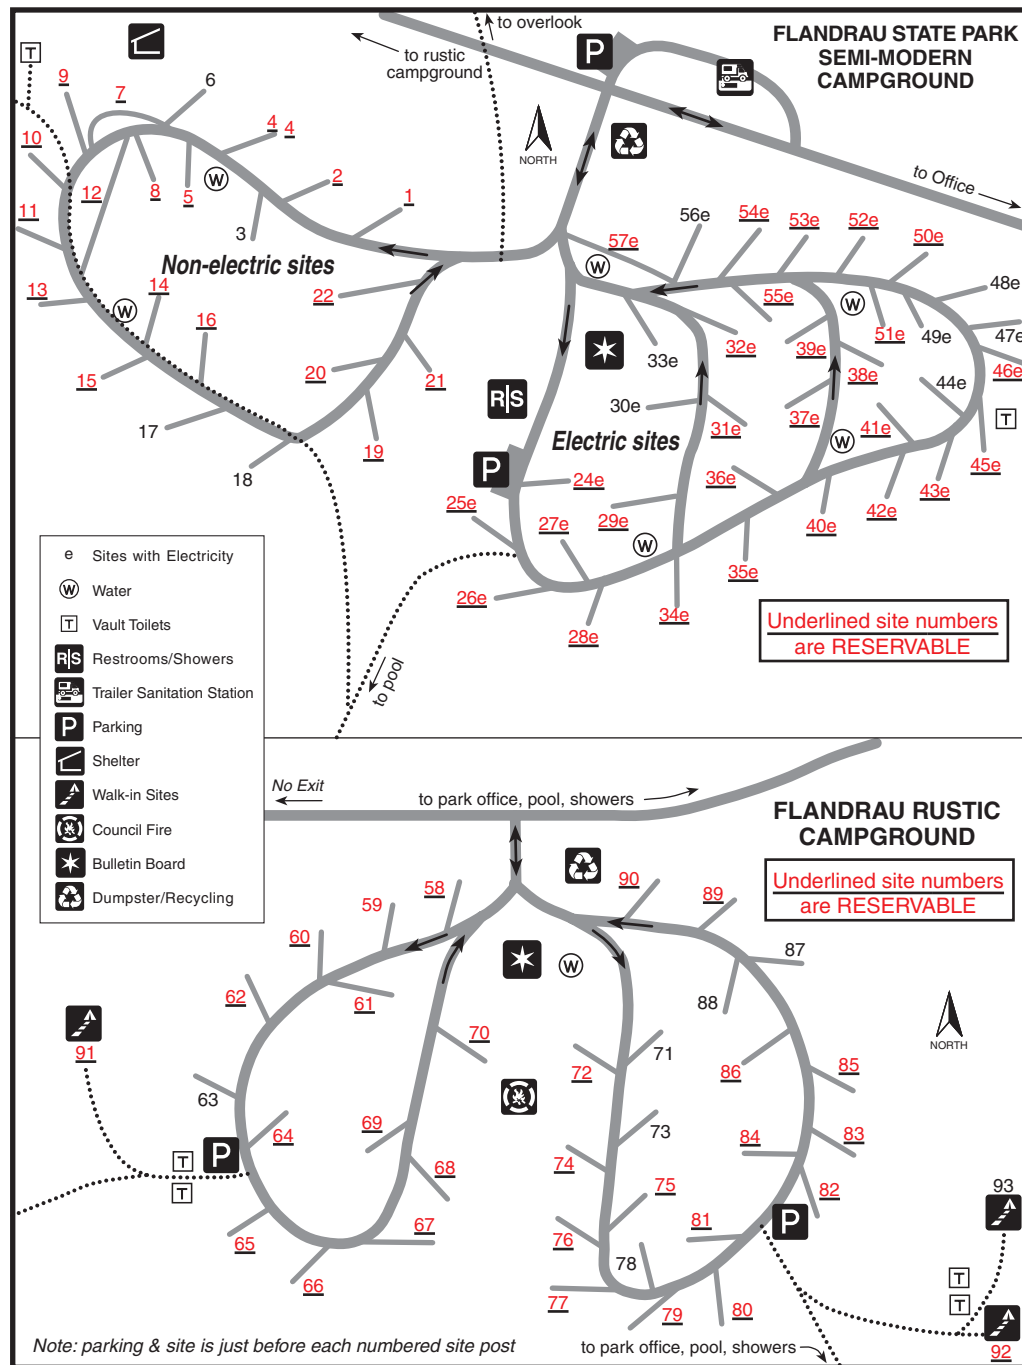 to overlook
FLANDRAU STATE PARK
SEMI-MODERN
CAMPGROUND
P
T
to rustic
campground
9
7
6
4 4
10
NORTH
2
12
8
5
W
to Office
11
1
3
56e
54e
53e
52e
50e
57e
Non-electric sites
W
48e
13
14
22
55e
W
W
51e
49e
47e
16
32e
39e
33e
46e
15
20
21
38e
44e
R|S
30e
37e
T
17
Electric sites
31e
41e
W
19
18
P
24e
36e
45e
25e
43e
27e
29e
42e
40e
W
e Sites with Electricity
35e
W Water
26e
T Vault Toilets
28e
34e
Underlined site numbers
are RESERVABLE
R|S Restrooms/Showers
to pool
Trailer Sanitation Station
P Parking
Shelter
Walk-in Sites
Council Fire
Bulletin Board
Dumpster/Recycling
No Exit
to park office, pool, showers
FLANDRAU RUSTIC
CAMPGROUND
Underlined site numbers
are RESERVABLE
58
90
89
59
60
87
W
62
61
88
NORTH
91
70
71
72
86
85
63
64
69
73
84
83
T
P
74
68
T
75
82
93
67
81
P
65
76
78
66
77
79
80
T
T
Note: parking & site is just before each numbered site post
to park office, pool, showers
92